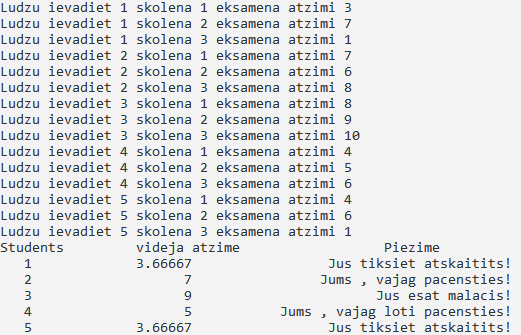 Ludzu ievadiet 1 skolena 1 eksamena atzimi 3
Ludzu ievadiet 1 skolena 2 eksamena atzimi 7
Ludzu ievadiet 1 skolena 3 eksamena atzimi 1
Ludzu ievadiet 2 skolena 1 eksamena atzimi 7
Ludzu ievadiet 2 skolena 2 eksamena atzimi 6
Ludzu ievadiet 2 skolena 3 eksamena atzimi 8
Ludzu ievadiet 3 skolena 1 eksamena atzimi 8
Ludzu ievadiet 3 skolena 2 eksamena atzimi 9
Ludzu ievadiet 3 skolena 3 eksamena atzimi 10
Ludzu ievadiet 4 skolena 1 eksamena atzimi 4
Ludzu ievadiet 4 skolena 2 eksamena atzimi 5
Ludzu ievadiet 4 skolena 3 eksamena atzimi 6
Ludzu ievadiet 5 skolena 1 eksamena atzimi 4
Ludzu ievadiet 5 skolena 2 eksamena atzimi 6
Ludzu ievadiet 5 skolena 3 eksamena atzimi 1
Students videja atzime Piezime
1 3.66667 Jus tiksiet atskaitits!
2 7 Jums , vajag pacensties!
3 9 Jus esat malacis!
4 5 Jums , vajag loti pacensties!
5 3.66667 Jus tiksiet atskaitits!